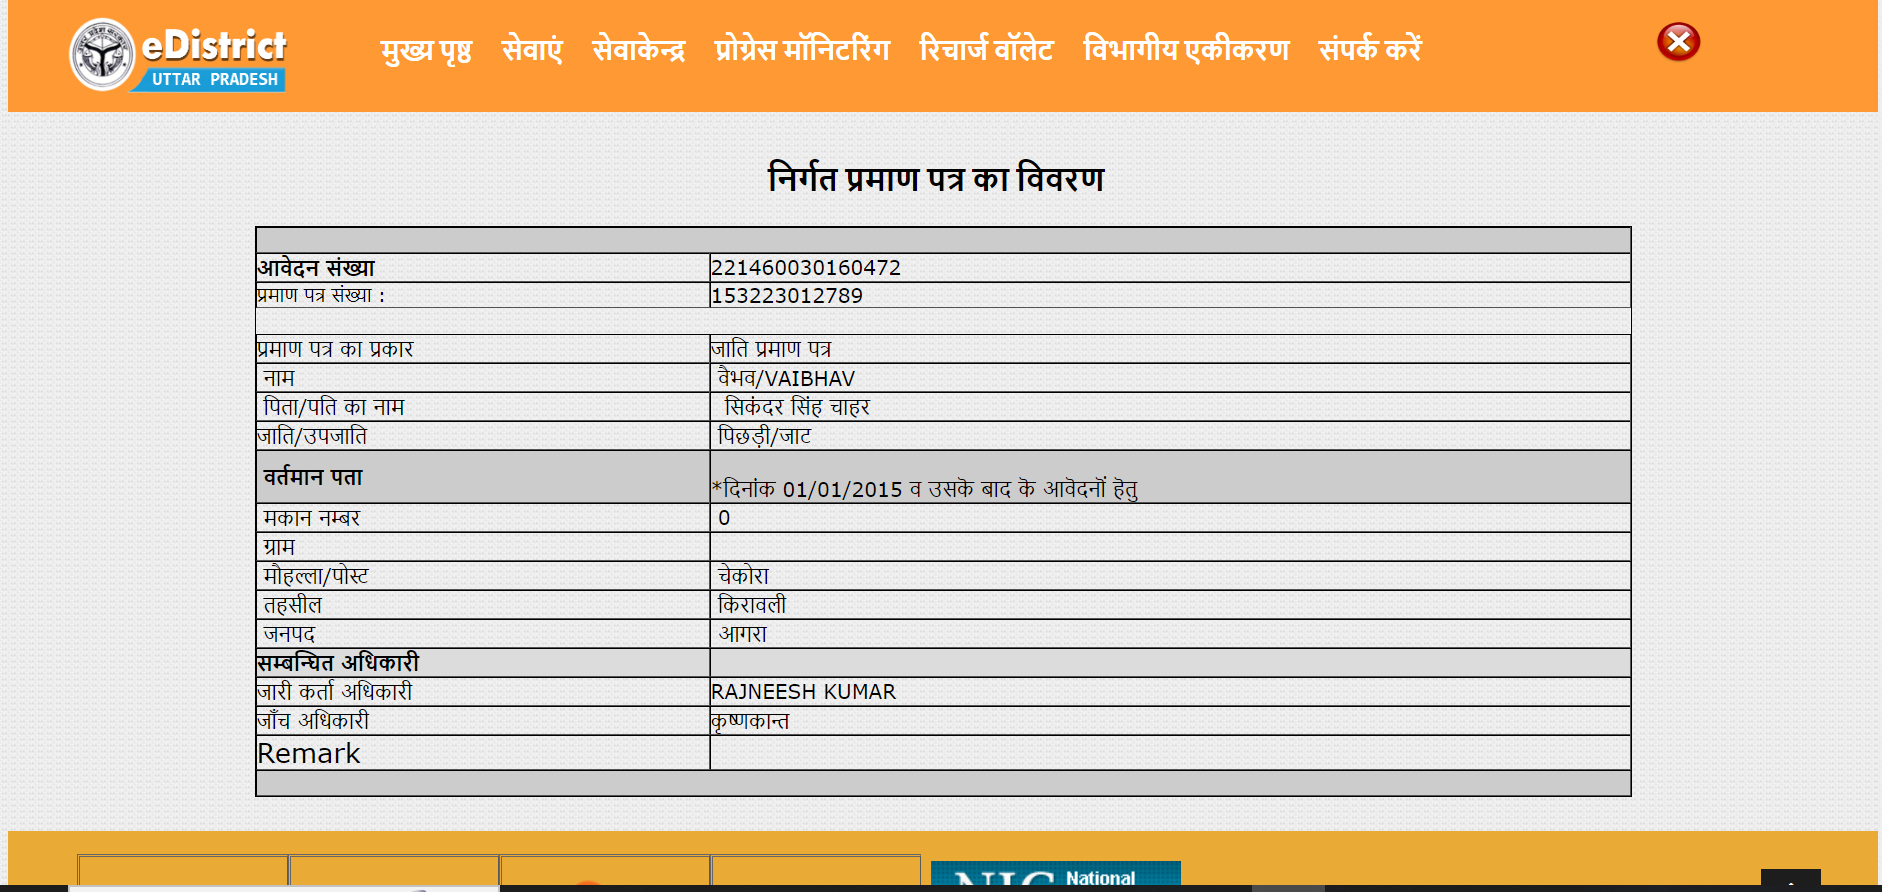 eDistrict
UTTAR PRADESH
मुख्य पृष्ठ सेवाएं सेवाकेन्द्र प्रोग्रेस मॉनिटरिंग रिचार्ज वॉलेट विभागीय एकीकरण संपर्क करें
निर्गत प्रमाण पत्र का विवरण
आवेदन संख्या 221460030160472
प्रमाण पत्र संख्या : 153223012789
प्रमाण पत्र का प्रकार जाति प्रमाण पत्र
नाम वैभव/VAIBHAV
पिता/पति का नाम सिकंदर सिंह चाहर
जाति/उपजाति पिछड़ी/जाट
वर्तमान पता *दिनांक 01/01/2015 व उसकॆ बाद कॆ आवॆदनॊं हॆतु
मकान नम्बर 0
ग्राम
मौहल्ला/पोस्ट चेकोरा
तहसील किरावली
जनपद आगरा
सम्बन्धित अधिकारी
जारी कर्ता अधिकारी RAJNEESH KUMAR
जाँच अधिकारी कृष्णकान्त
Remark
NIC National